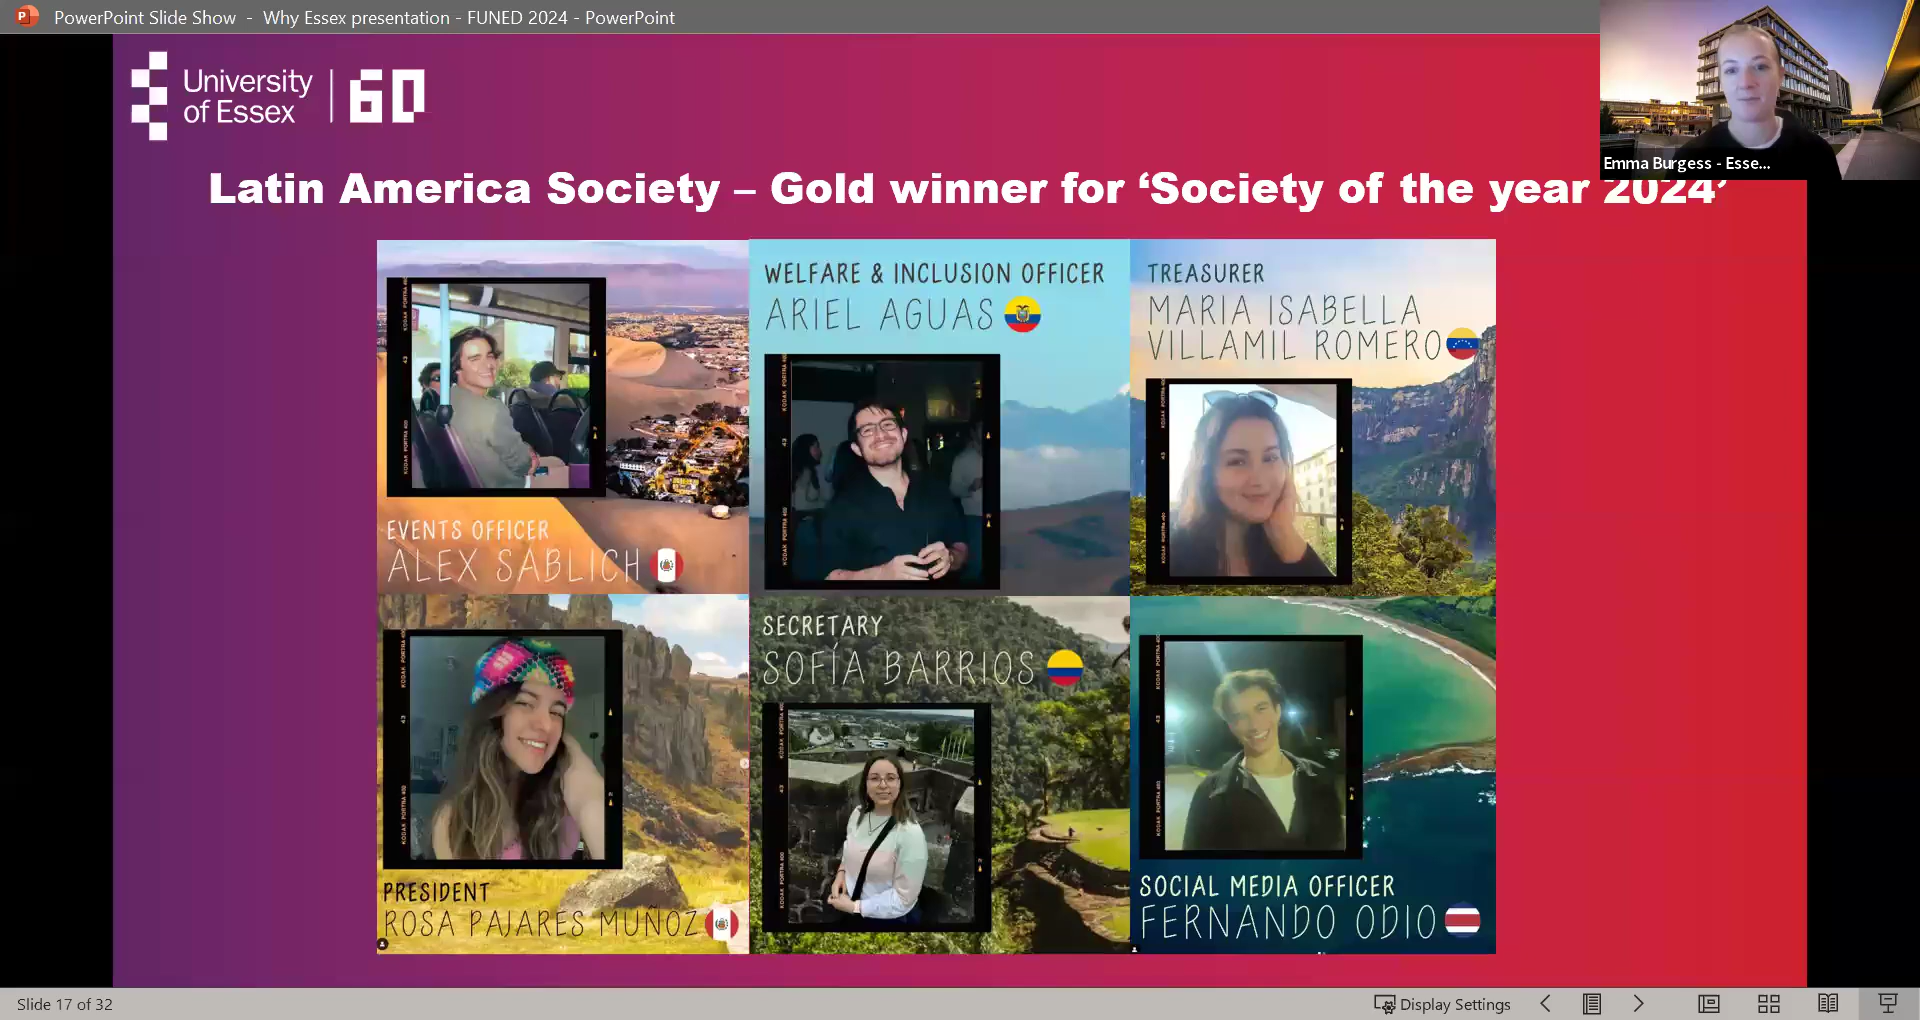 PowerPoint Slide Show - Why Essex presentation - FUNED 2024 - PowerPoint
University
of Essex
60
Emma Burgess - Esse...
Latin America Society – Gold winner for ‘Society of the year 2024’
EVENTS OFFICER
ALEX SABLICH
WELFARE & INCLUSION OFFICER
ARIEL AGUAS
TREASURER
MARIA ISABELLA
VILLAMIL ROMERO
PRESIDENT
ROSA PAJARES MUÑOZ
SECRETARY
SOFÍA BARRIOS
SOCIAL MEDIA OFFICER
FERNANDO ODIO
Slide 17 of 32
Display Settings